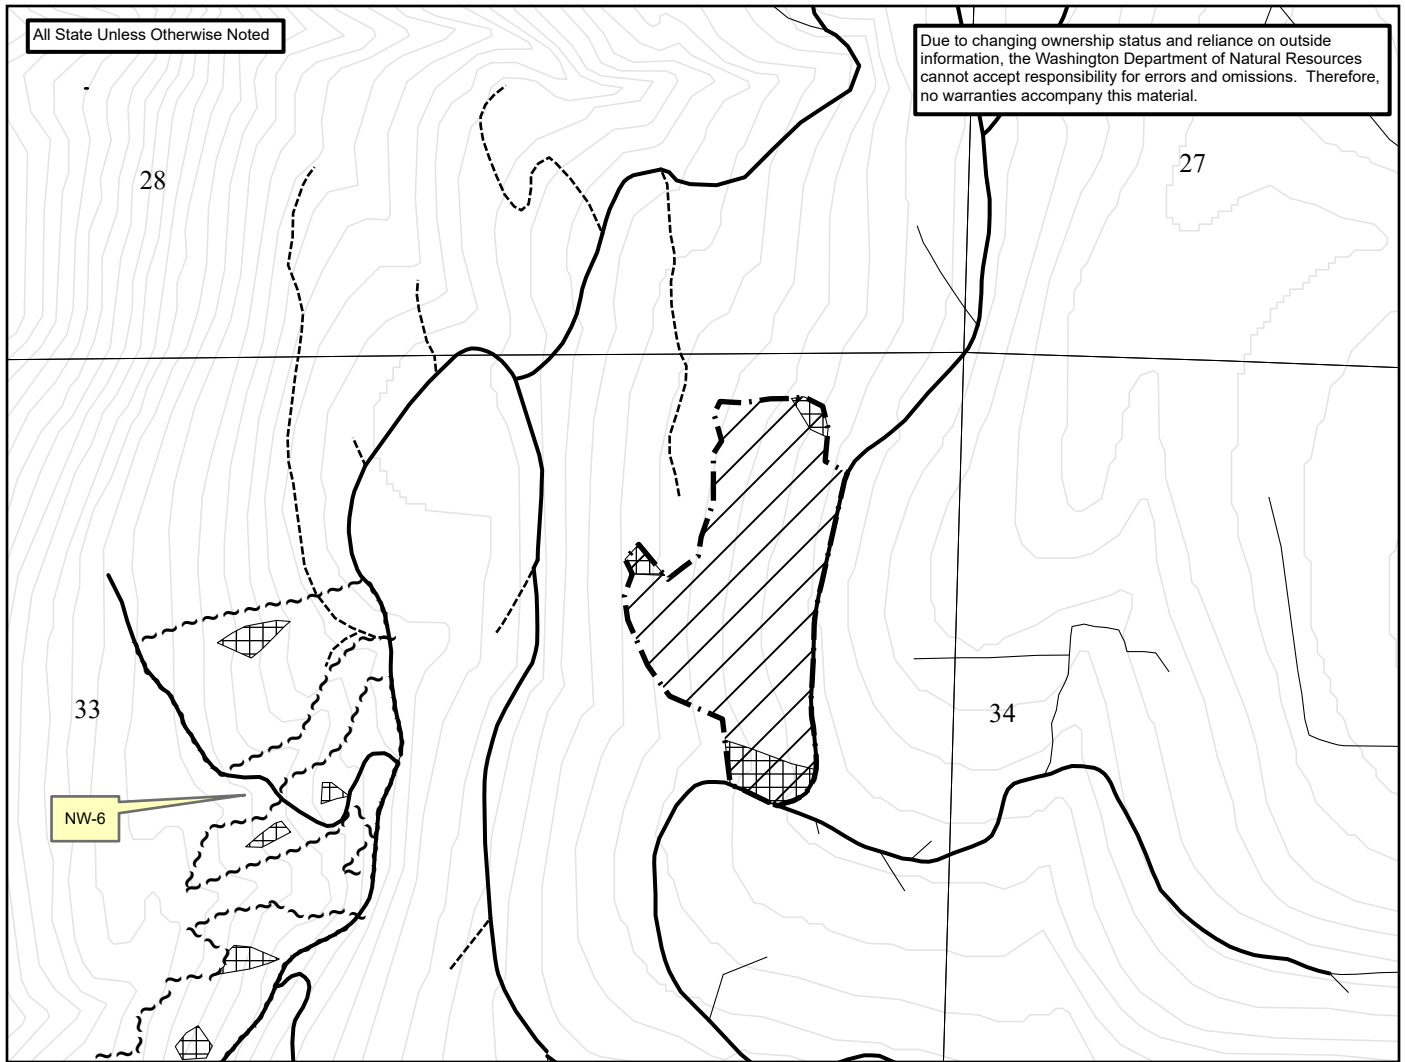 All State Unless Otherwise Noted
Due to changing ownership status and reliance on outside
information, the Washington Department of Natural Resources
cannot accept responsibility for errors and omissions. Therefore,
no warranties accompany this material.
28
27
33
34
NW-6